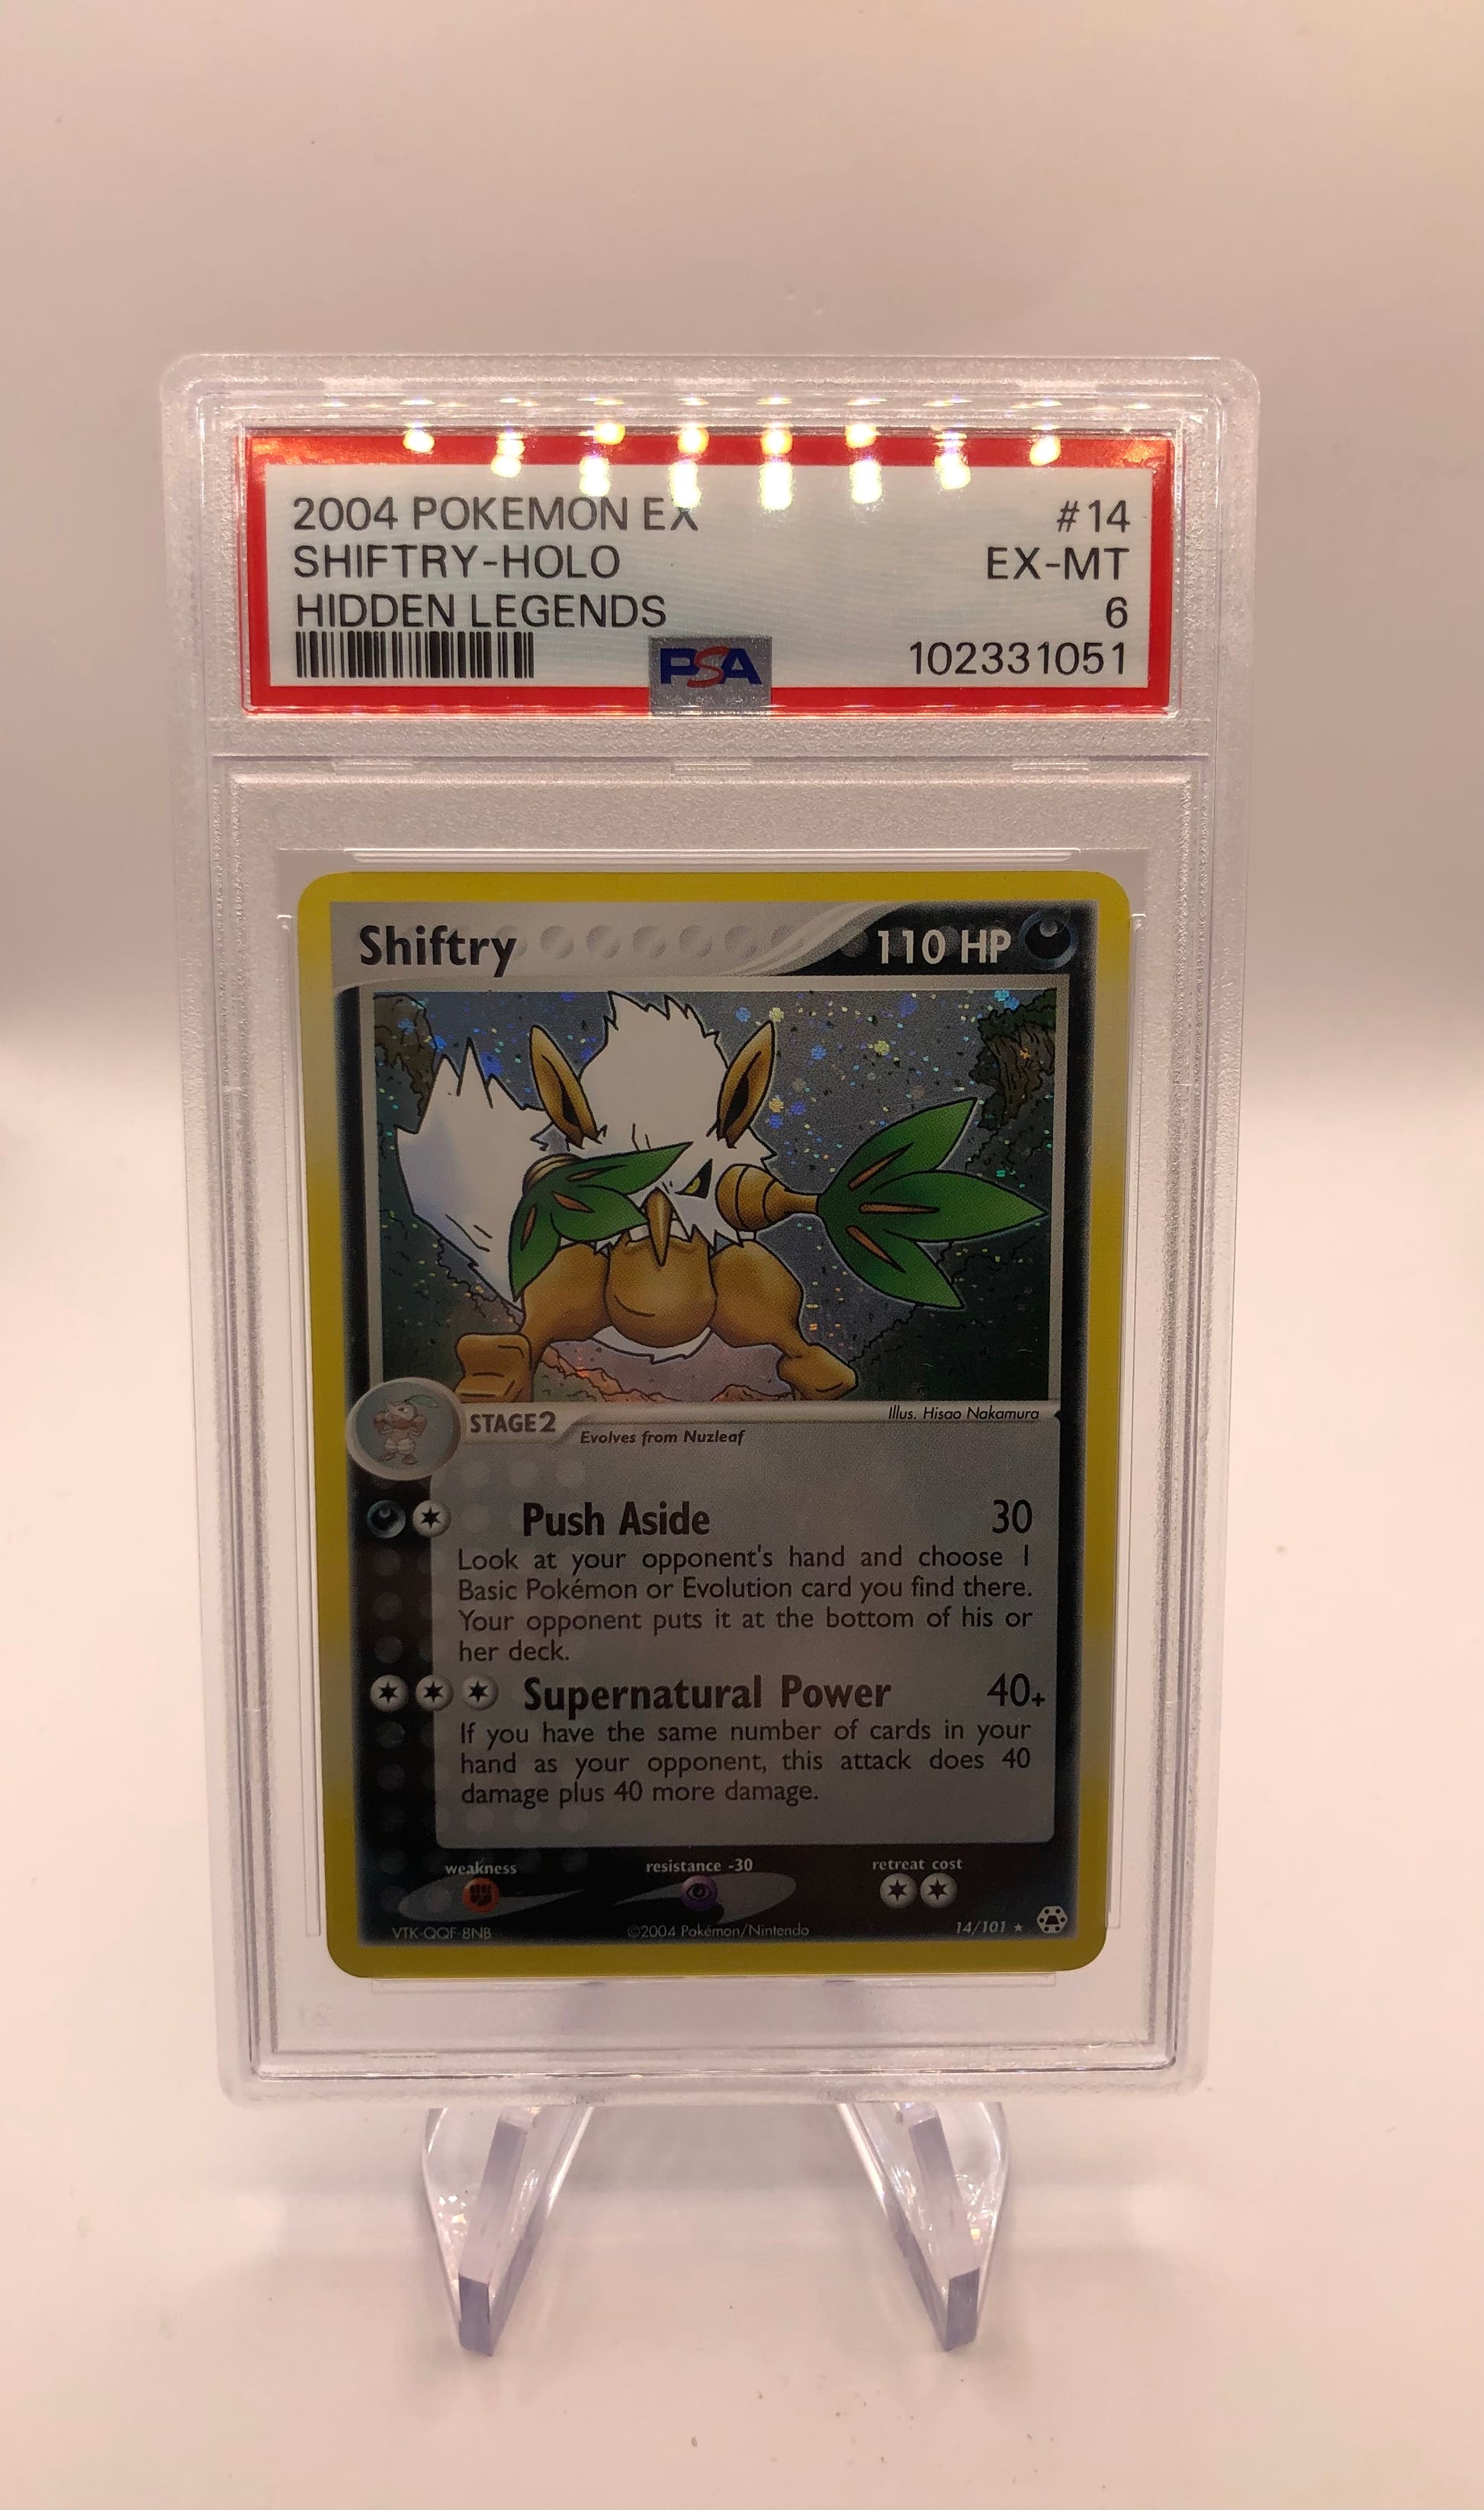 2004 POKEMON EX #14
SHIFTRY-HOLO EX-MT
HIDDEN LEGENDS 6
PSA 102331051
Shiftry 110 HP
STAGE2 Illus. Hisao Nakamura
Evolves from Nuzleaf
Push Aside 30
Look at your opponent's hand and choose 1
Basic Pokémon or Evolution card you find there.
Your opponent puts it at the bottom of his or
her deck.
Supernatural Power 40+
If you have the same number of cards in your
hand as your opponent, this attack does 40
damage plus 40 more damage.
weakness resistance -30 retreat cost
VTK-QQF-8NB ©2004 Pokémon/Nintendo 14/101 ★